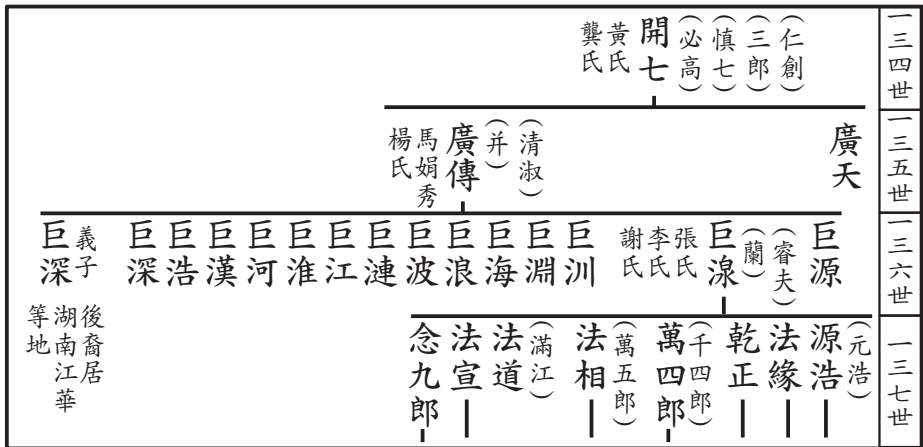 一三四世
（仁創）
（三郎）
（慎七）
（必高）
開七
黃氏
龔氏
一三五世
廣天
（清淑）
（并）
廣傳
馬娟秀
楊氏
一三六世
巨源
（睿夫）
（蘭）
巨湶
張氏
李氏
謝氏
巨汌
巨淵
巨海
巨浪
巨波
巨漣
巨江
巨淮
巨河
巨漢
巨浩
巨深
義子
巨深
後裔居
湖南江華
等地
一三七世
（元浩）
源浩
法緣
乾正
（千四郎）
萬四郎
（萬五郎）
法相
（滿江）
法道
法宣
念九郎